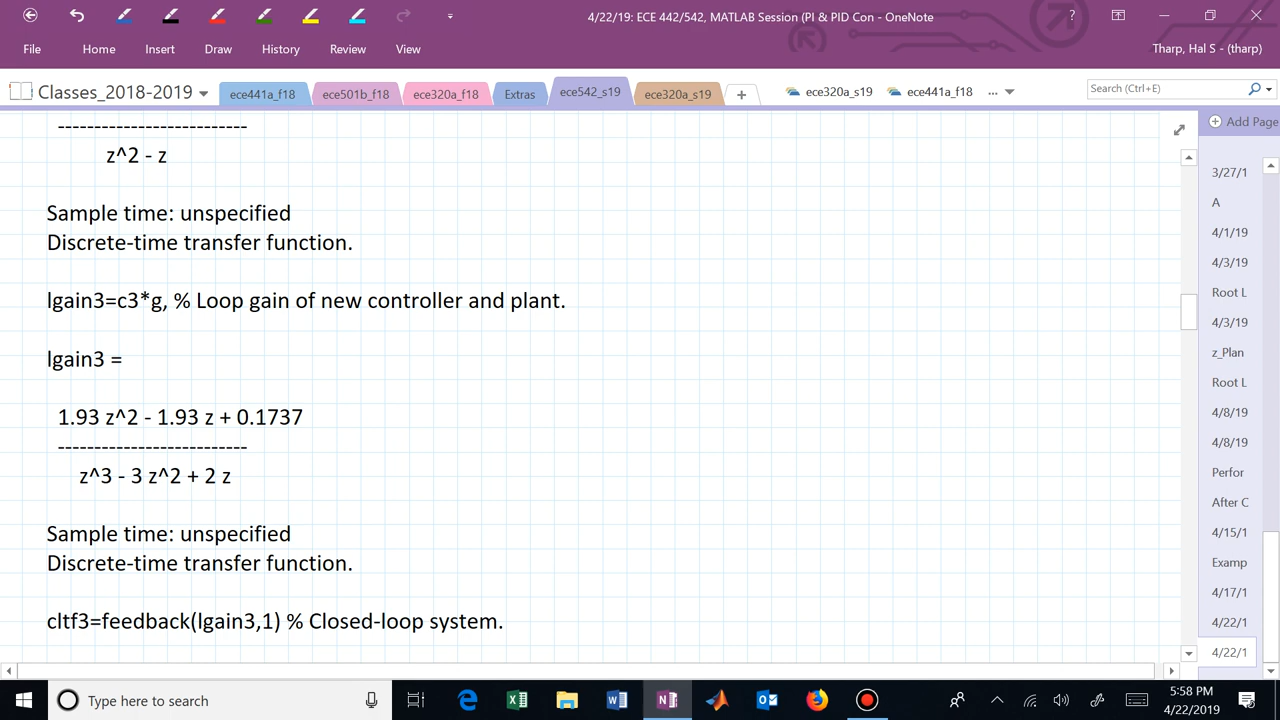 4/22/19: ECE 442/542, MATLAB Session (PI & PID Con - OneNote
?
File Home Insert Draw History Review View
Tharp, Hal S - (tharp)
Classes_2018-2019
ece441a_f18
ece501b_f18
ece320a_f18
Extras
ece542_s19
ece320a_s19
ece320a_s19
ece441a_f18
...
Search (Ctrl+E)
Add Page
--------------------------
z^2 - z
Sample time: unspecified
Discrete-time transfer function.
lgain3=c3*g, % Loop gain of new controller and plant.
lgain3 =
1.93 z^2 - 1.93 z + 0.1737
--------------------------
z^3 - 3 z^2 + 2 z
Sample time: unspecified
Discrete-time transfer function.
cltf3=feedback(lgain3,1) % Closed-loop system.
3/27/1
A
4/1/19
4/3/19
Root L
4/3/19
z_Plan
Root L
4/8/19
4/8/19
Perfor
After C
4/15/1
Examp
4/17/1
4/22/1
4/22/1
Type here to search
5:58 PM
4/22/2019